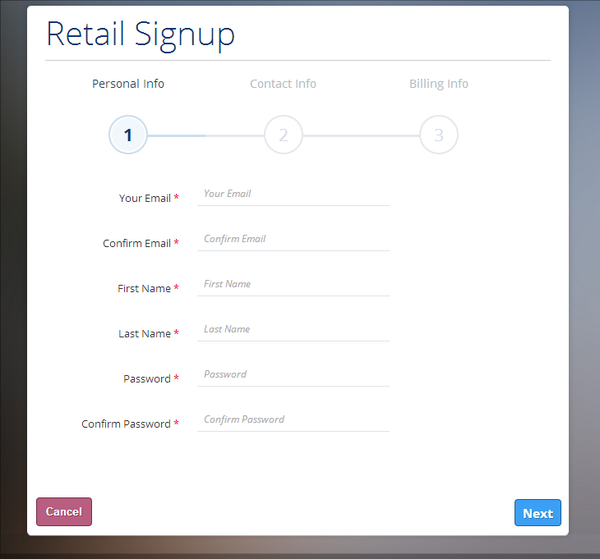 Retail Signup
Personal Info Contact Info Billing Info
1 2 3
Your Email * Your Email
Confirm Email * Confirm Email
First Name * First Name
Last Name * Last Name
Password * Password
Confirm Password * Confirm Password
Cancel Next